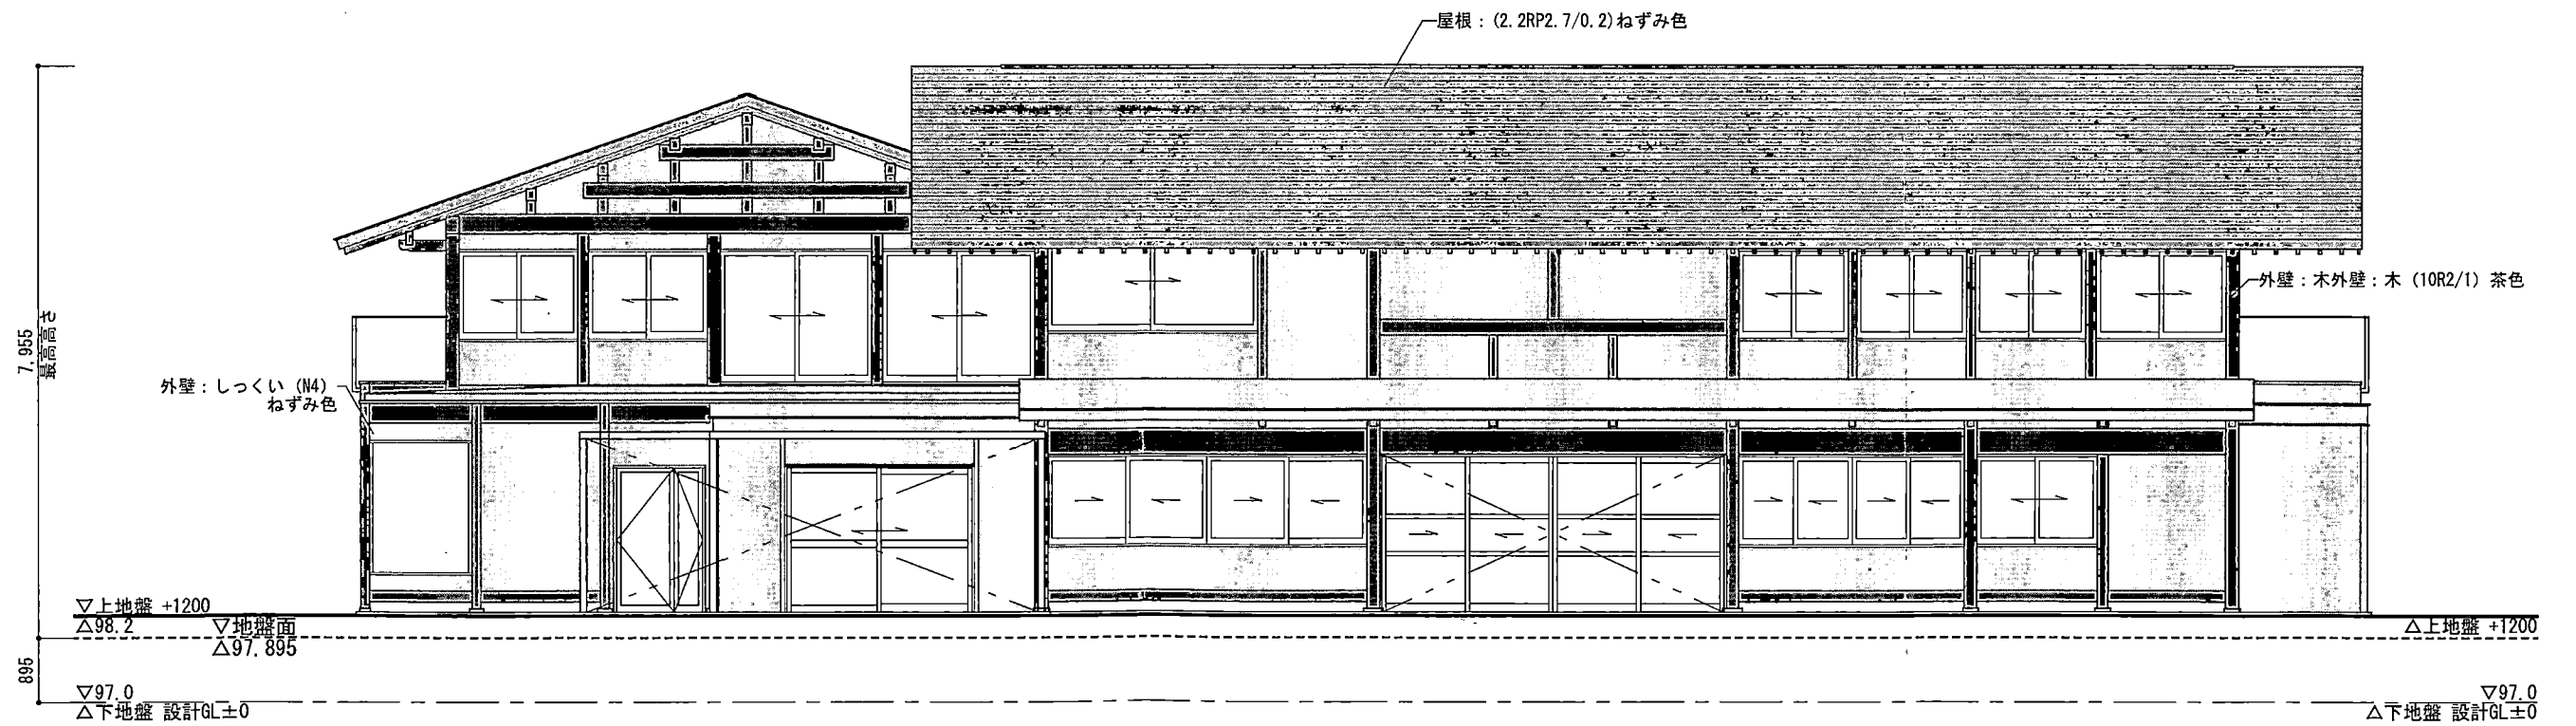 屋根：(2.2RP2.7/0.2)ねずみ色
7,955
最高高さ
外壁：木外壁：木 (10R2/1) 茶色
外壁：しっくい (N4)
ねずみ色
▽上地盤 +1200
△98.2
▽地盤面
△97.895
△上地盤 +1200
895
▽97.0
△下地盤 設計GL±0
▽97.0
△下地盤 設計GL±0